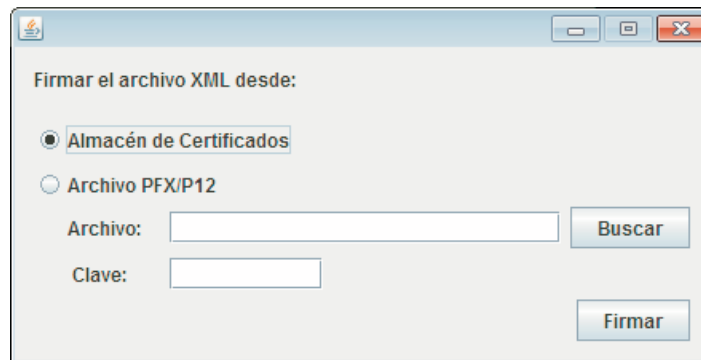 Firmar el archivo XML desde:
Almacén de Certificados
Archivo PFX/P12
Archivo: Buscar
Clave:
Firmar